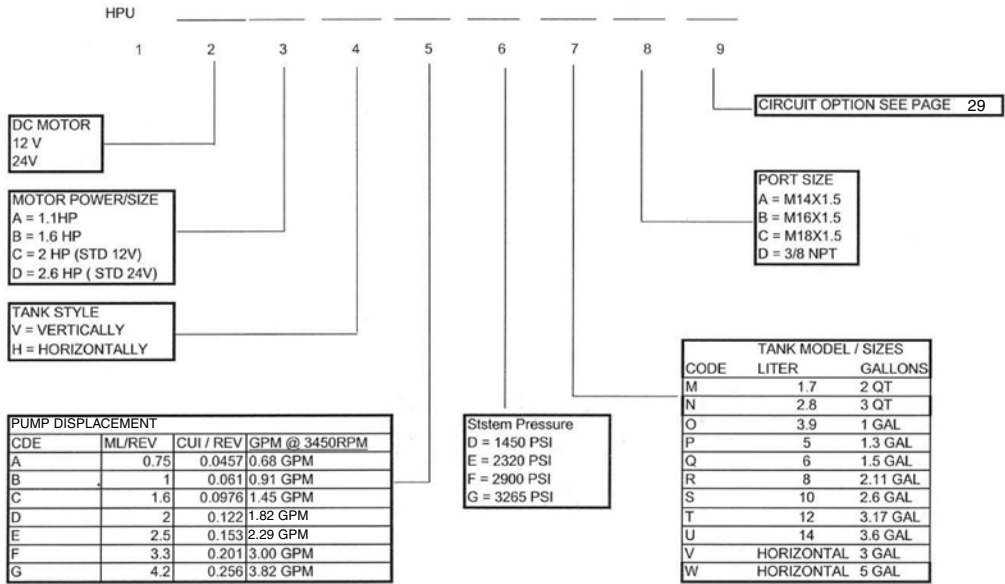 HPU
1 2 3 4 5 6 7 8 9
CIRCUIT OPTION SEE PAGE 29
DC MOTOR
12 V
24V
MOTOR POWER/SIZE
A = 1.1HP
B = 1.6 HP
C = 2 HP (STD 12V)
D = 2.6 HP ( STD 24V)
PORT SIZE
A = M14X1.5
B = M16X1.5
C = M18X1.5
D = 3/8 NPT
TANK STYLE
V = VERTICALLY
H = HORIZONTALLY
TANK MODEL / SIZES
CODE LITER GALLONS
M 1.7 2 QT
N 2.8 3 QT
O 3.9 1 GAL
P 5 1.3 GAL
Q 6 1.5 GAL
R 8 2.11 GAL
S 10 2.6 GAL
T 12 3.17 GAL
U 14 3.6 GAL
V HORIZONTAL 3 GAL
W HORIZONTAL 5 GAL
PUMP DISPLACEMENT
CDE ML/REV CUI / REV GPM @ 3450RPM
A 0.75 0.0457 0.68 GPM
B 1 0.061 0.91 GPM
C 1.6 0.0976 1.45 GPM
D 2 0.122 1.82 GPM
E 2.5 0.153 2.29 GPM
F 3.3 0.201 3.00 GPM
G 4.2 0.256 3.82 GPM
Ststem Pressure
D = 1450 PSI
E = 2320 PSI
F = 2900 PSI
G = 3265 PSI